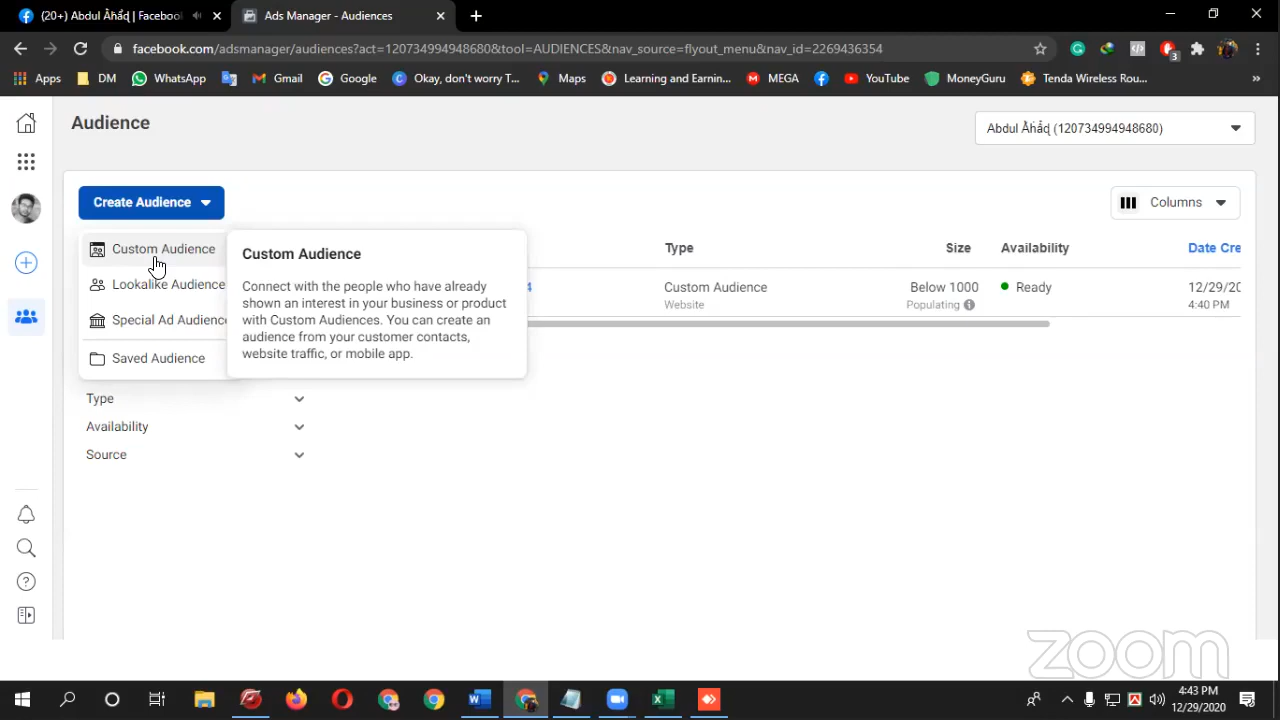 (20+) Abdul Åhåd | Facebook
Ads Manager - Audiences
facebook.com/adsmanager/audiences?act=120734994948680&tool=AUDIENCES&nav_source=flyout_menu&nav_id=2269436354
3
Apps
DM
WhatsApp
Gmail
Google
Okay, don't worry T...
Maps
Learning and Earnin...
MEGA
YouTube
MoneyGuru
Tenda Wireless Rou...
»
Audience
Abdul Åhåd (120734994948680)
Create Audience
Columns
Custom Audience
Lookalike Audience
Special Ad Audience
Saved Audience
Custom Audience
Connect with the people who have already
shown an interest in your business or product
with Custom Audiences. You can create an
audience from your customer contacts,
website traffic, or mobile app.
Type
Size
Availability
Date Cre
4
Custom Audience
Website
Below 1000
Populating
Ready
12/29/20
4:40 PM
Type
Availability
Source
zoom
4:43 PM
12/29/2020